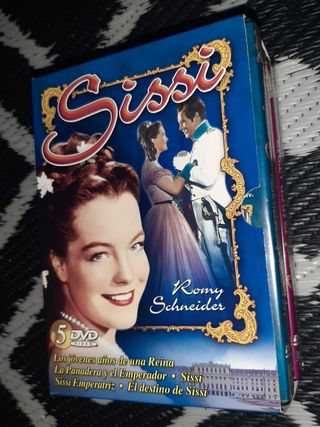 Sissi
Romy
Schneider
5 DVD
VIDEO
Los jóvenes años de una Reina
La Panadera y el Emperador • Sissi
Sissi Emperatriz • El destino de Sissi